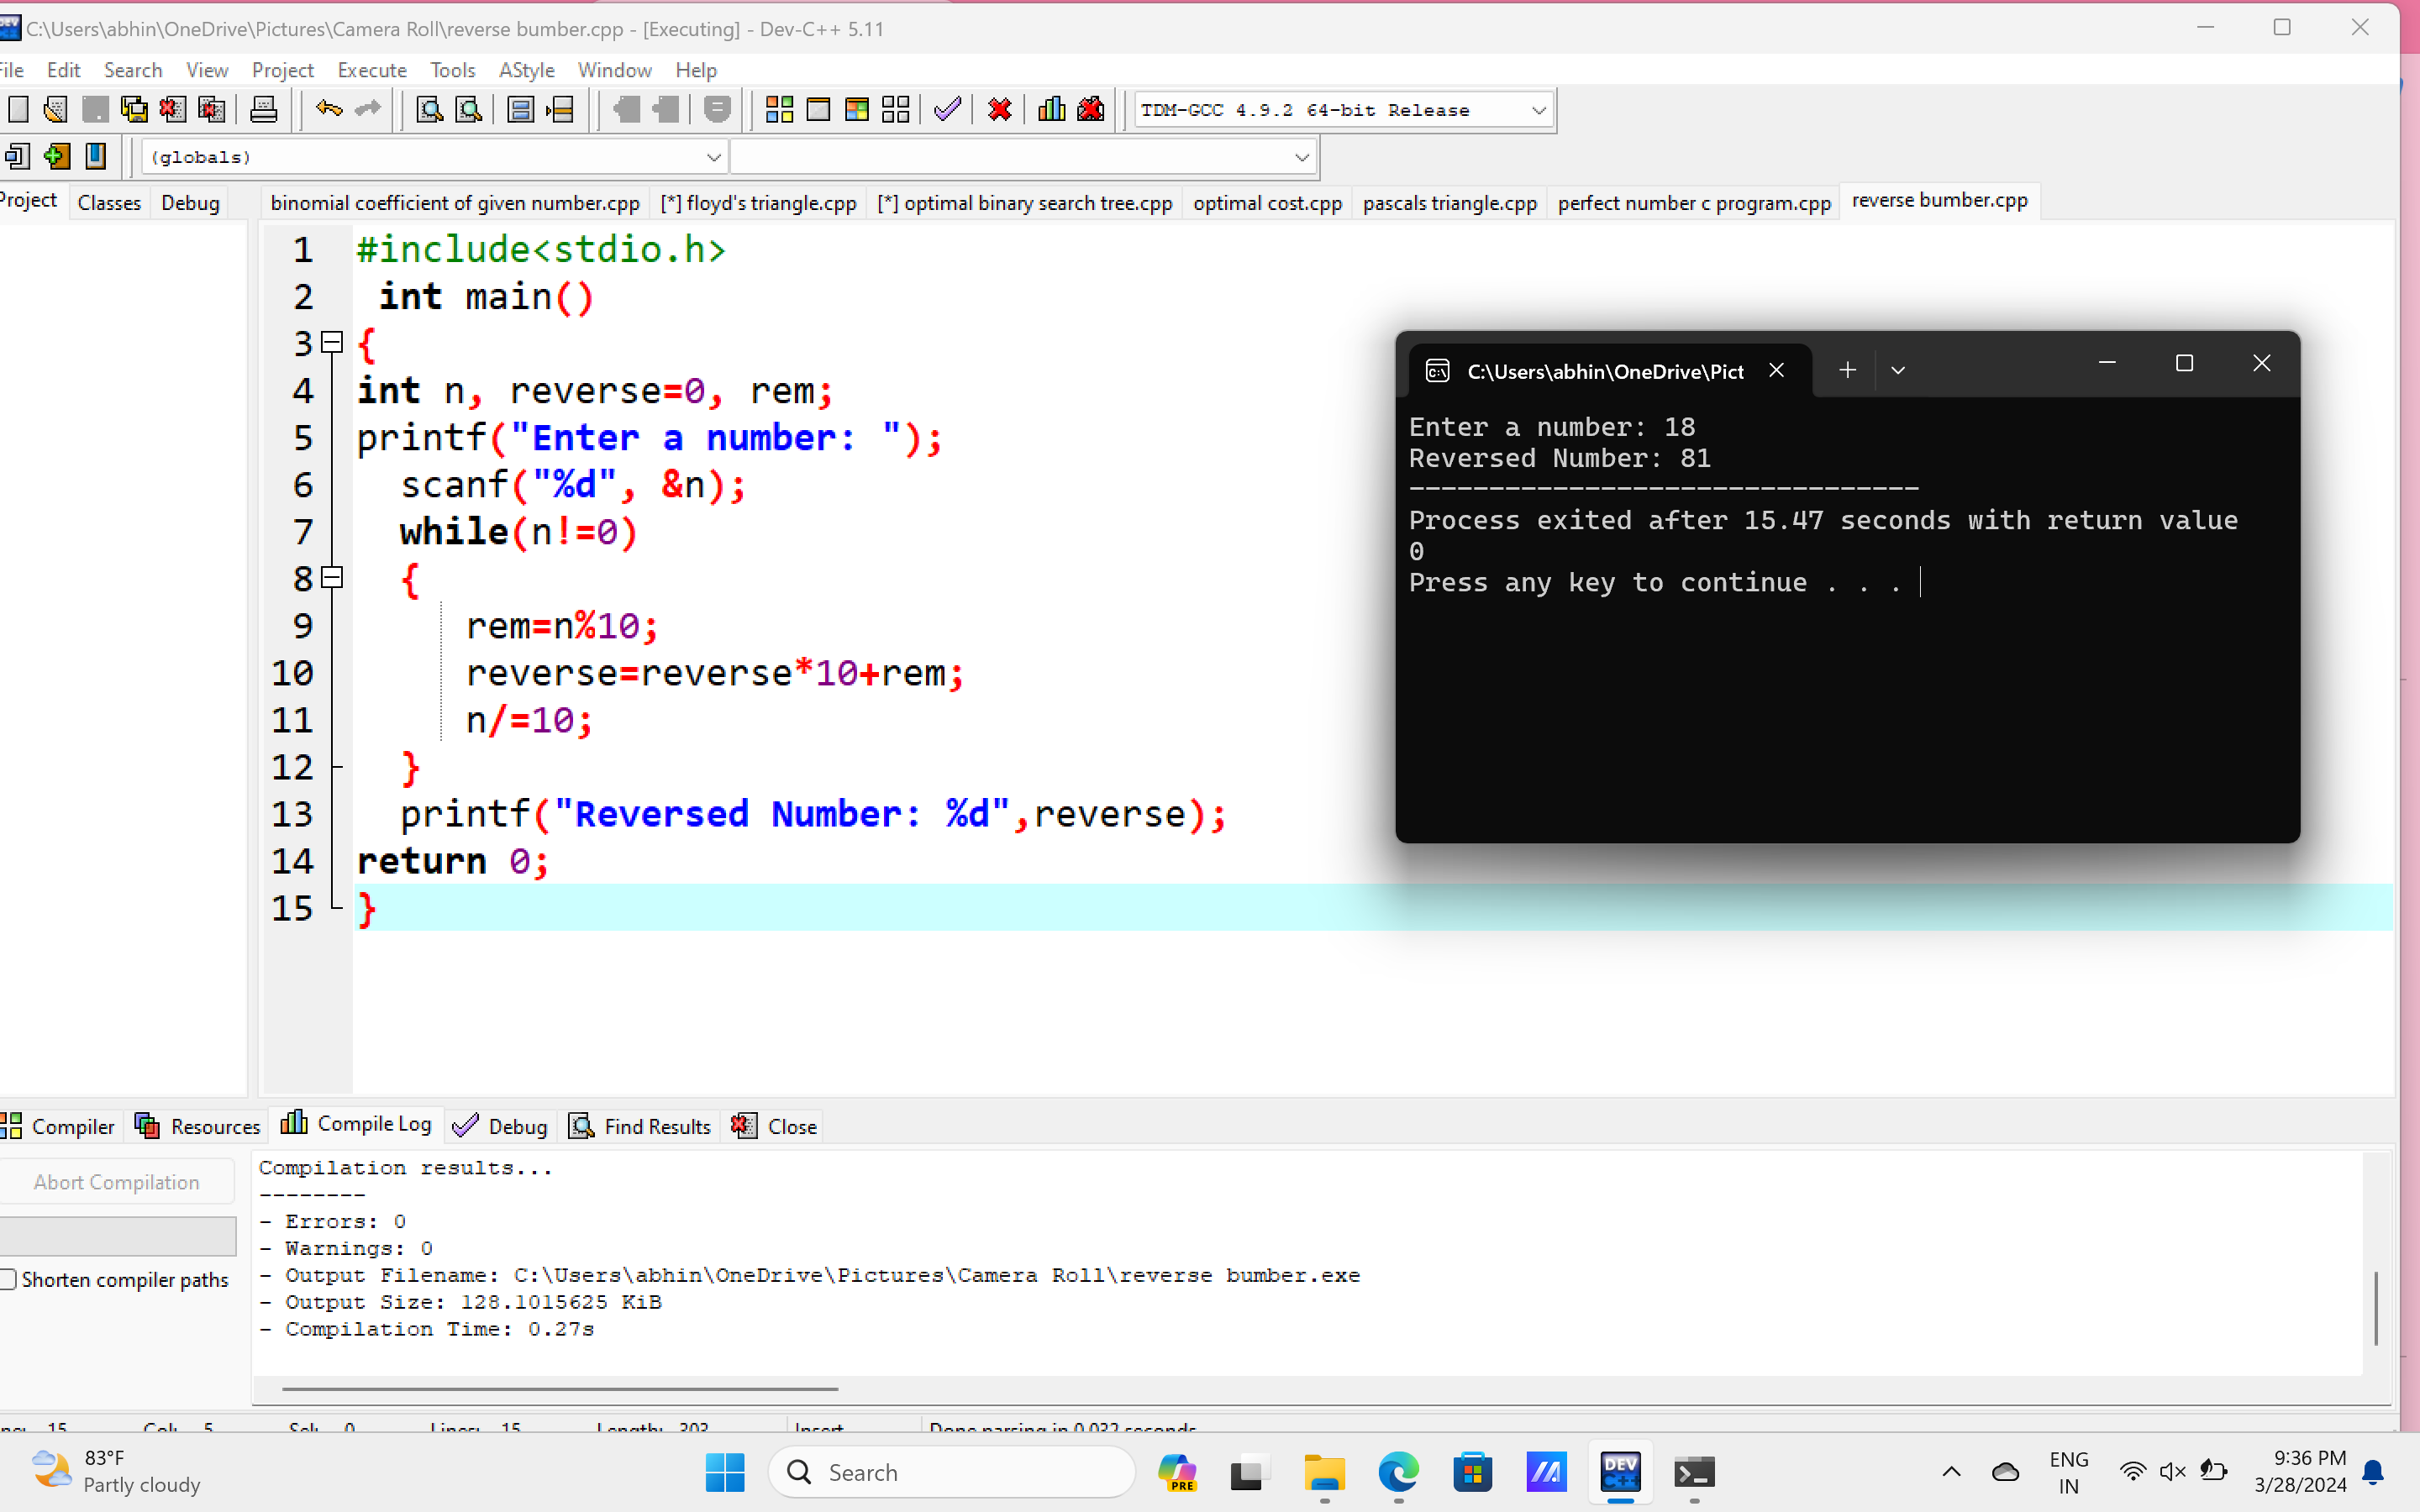 C:\Users\abhin\OneDrive\Pictures\Camera Roll\reverse bumber.cpp - [Executing] - Dev-C++ 5.11
File Edit Search View Project Execute Tools AStyle Window Help
TDM-GCC 4.9.2 64-bit Release
(globals)
Project Classes Debug
binomial coefficient of given number.cpp [*] floyd's triangle.cpp [*] optimal binary search tree.cpp optimal cost.cpp pascals triangle.cpp perfect number c program.cpp reverse bumber.cpp
1 #include<stdio.h>
2 int main()
3 {
4 int n, reverse=0, rem;
5 printf("Enter a number: ");
6 scanf("%d", &n);
7 while(n!=0)
8 {
9 rem=n%10;
10 reverse=reverse*10+rem;
11 n/=10;
12 }
13 printf("Reversed Number: %d",reverse);
14 return 0;
15 }
C:\Users\abhin\OneDrive\Pict
Enter a number: 18
Reversed Number: 81
--------------------------------
Process exited after 15.47 seconds with return value
0
Press any key to continue . . .
Compiler Resources Compile Log Debug Find Results Close
Abort Compilation
Shorten compiler paths
Compilation results...
--------
- Errors: 0
- Warnings: 0
- Output Filename: C:\Users\abhin\OneDrive\Pictures\Camera Roll\reverse bumber.exe
- Output Size: 128.1015625 KiB
- Compilation Time: 0.27s
15 Col: 5 Sel: 0 Lines: 15 Length: 303 Insert Done parsing in 0.032 seconds
83°F
Partly cloudy
Search
PRE
DEV C++
ENG
IN
9:36 PM
3/28/2024